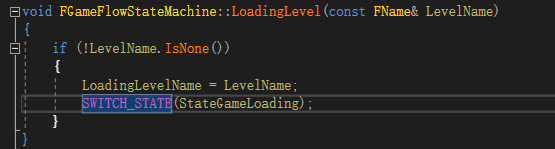 void FGameFlowStateMachine::LoadingLevel(const FName& LevelName)
{
if (!LevelName.IsNone())
{
LoadingLevelName = LevelName;
SWITCH_STATE(StateGameLoading);
}
}